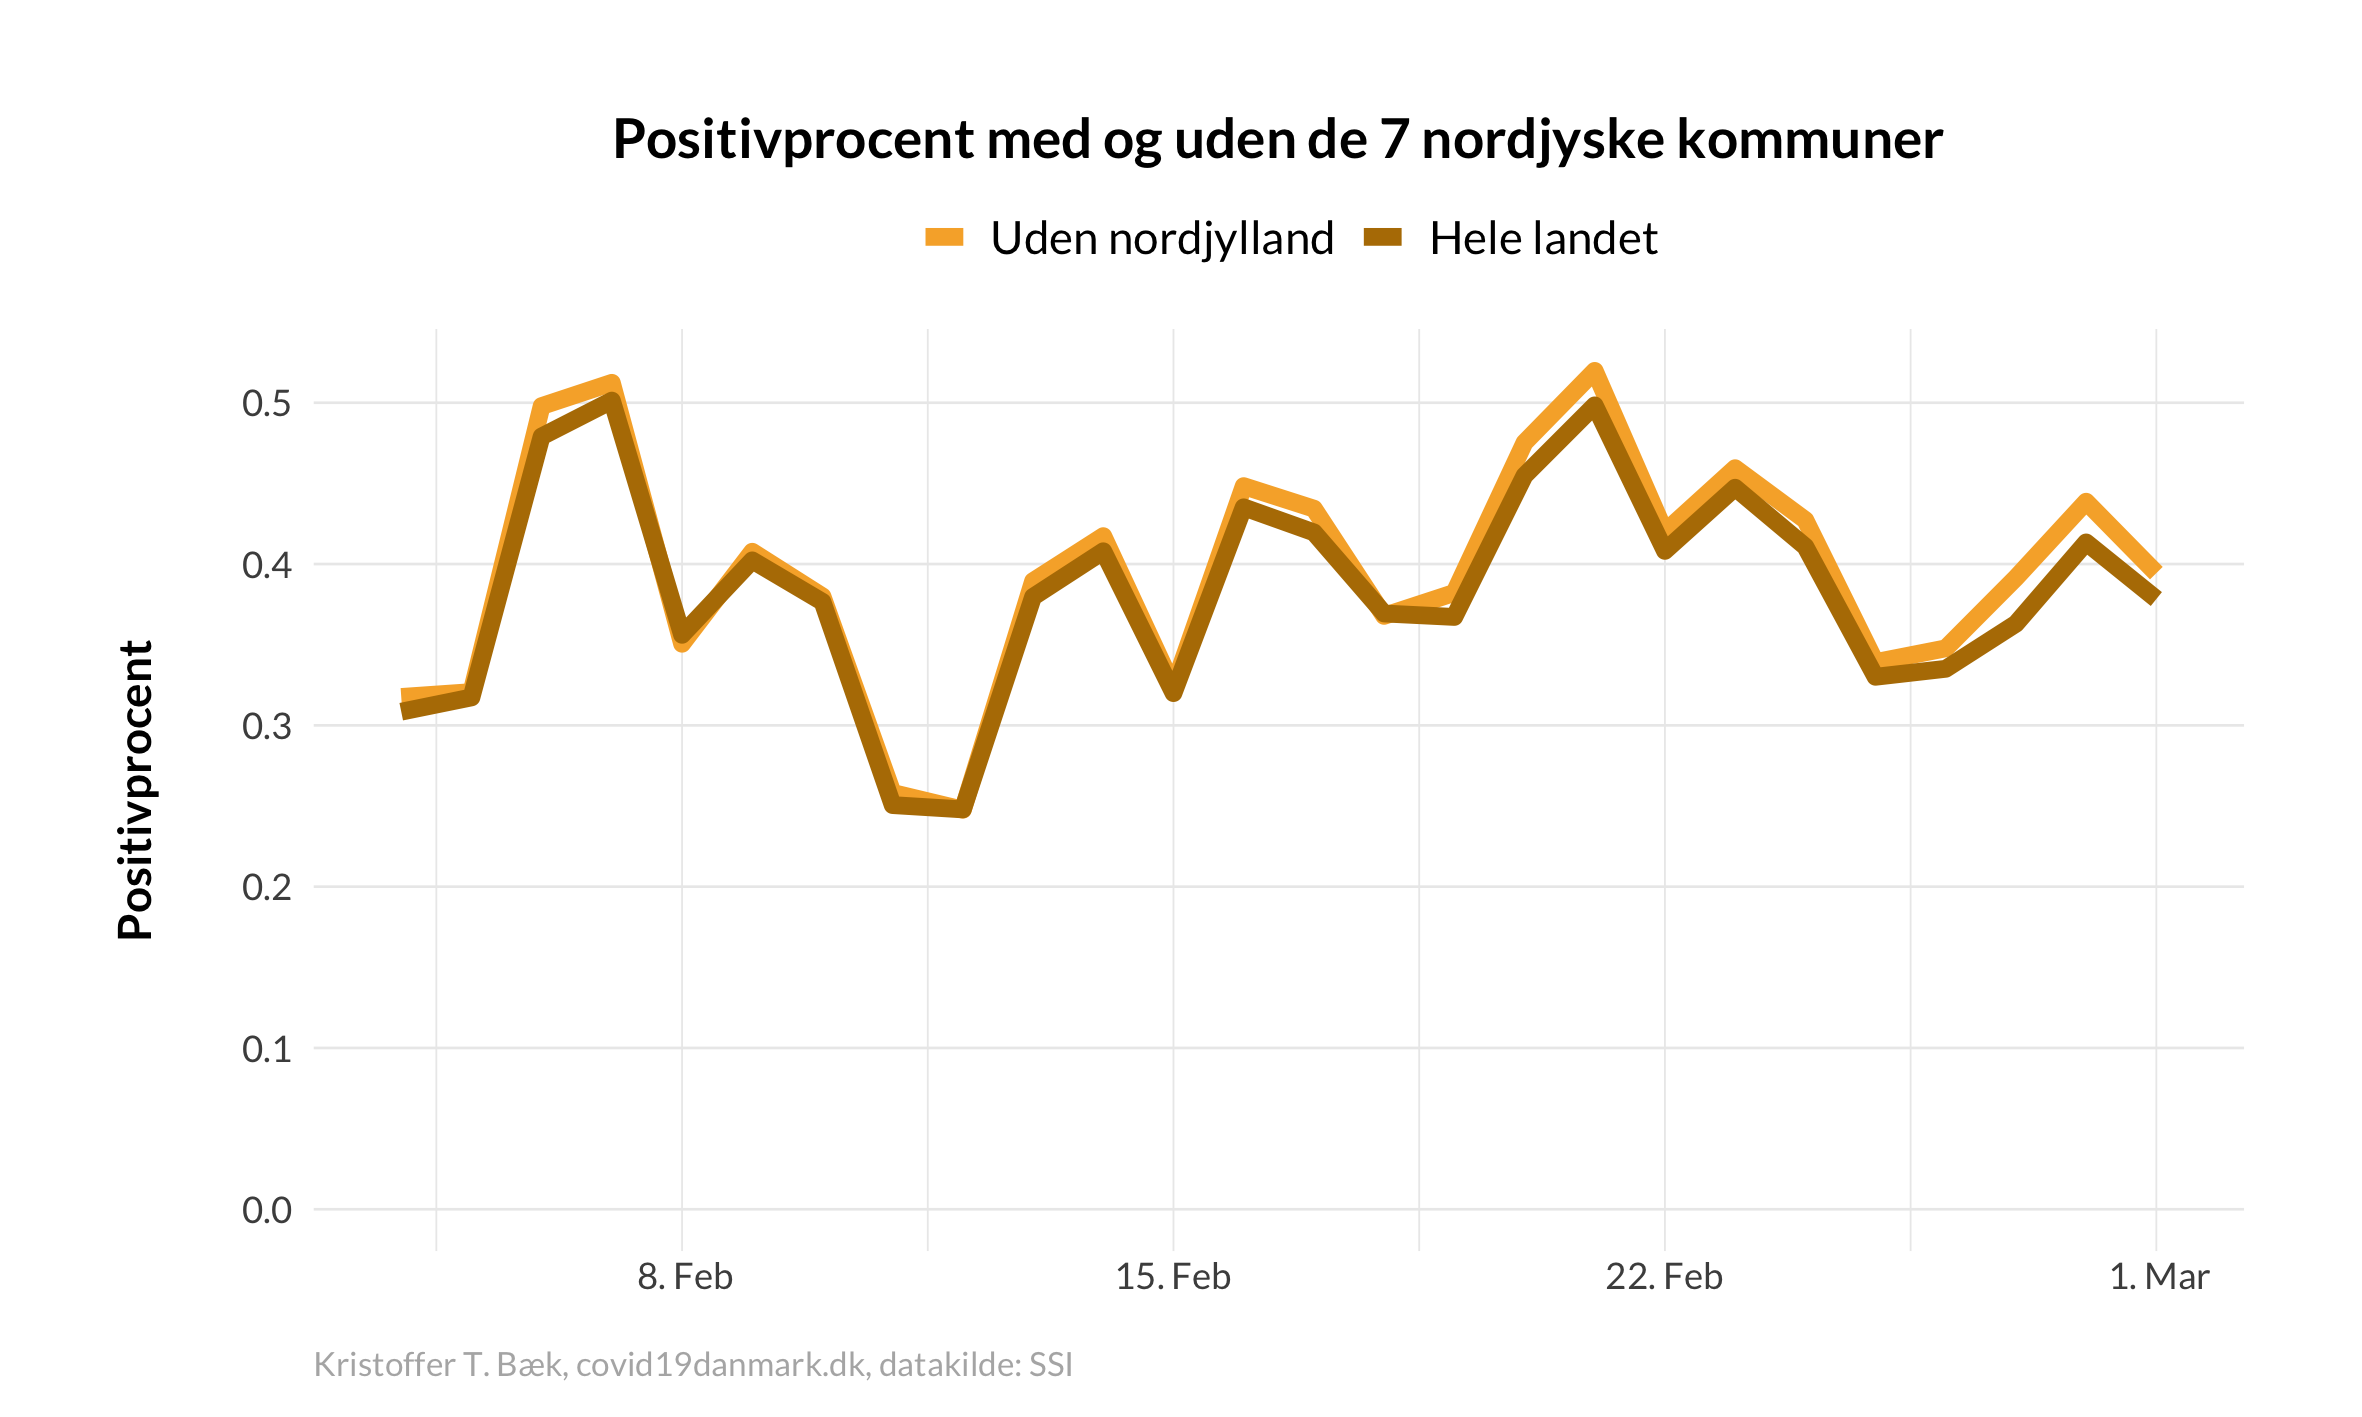 Positivprocent med og uden de 7 nordjyske kommuner
Uden nordjylland
Hele landet
Positivprocent
0.5
0.4
0.3
0.2
0.1
0.0
8. Feb
15. Feb
22. Feb
1. Mar
Kristoffer T. Bæk, covid19danmark.dk, datakilde: SSI